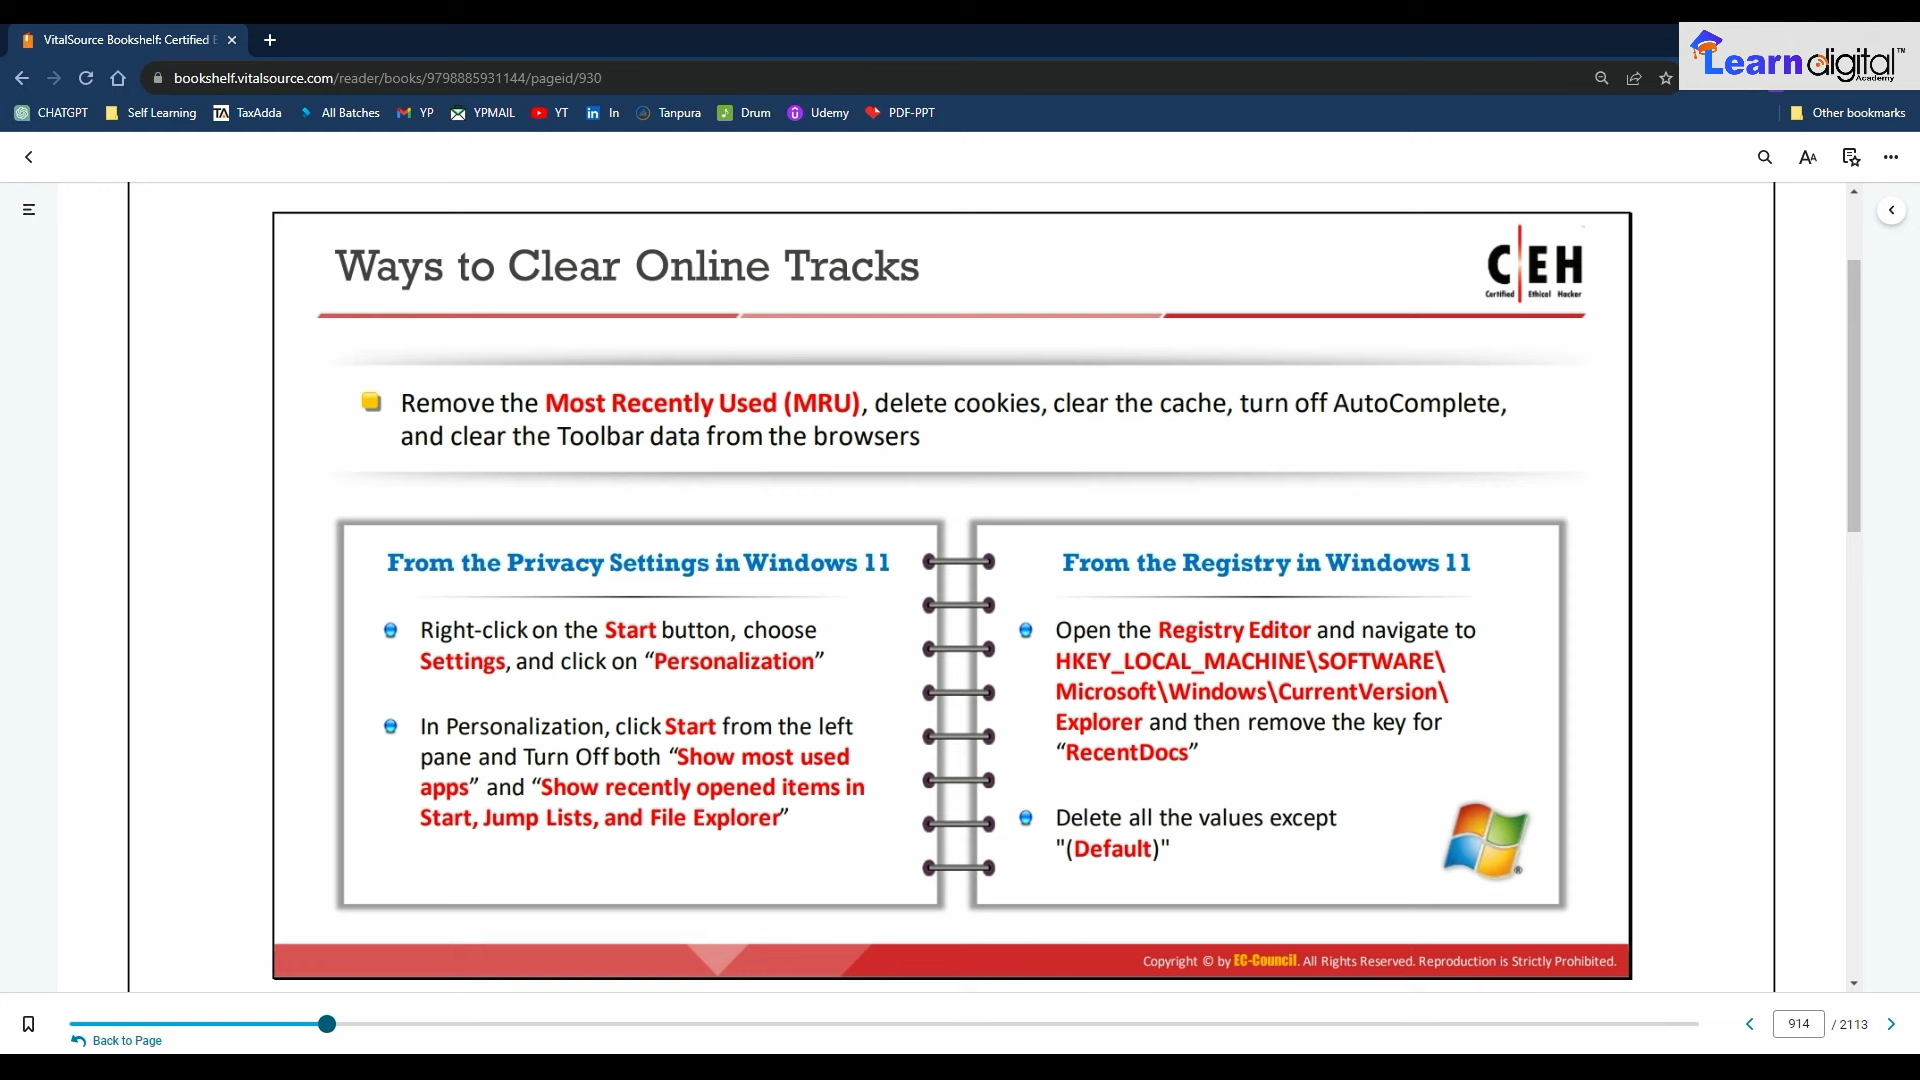 VitalSource Bookshelf: Certified E
Learn digital™
Academy
bookshelf.vitalsource.com/reader/books/9798885931144/pageid/930
CHATGPT Self Learning TaxAdda All Batches YP YPMAIL YT In Tanpura Drum Udemy PDF-PPT Other bookmarks
Ways to Clear Online Tracks
C|EH
Certified Ethical Hacker
Remove the Most Recently Used (MRU), delete cookies, clear the cache, turn off AutoComplete,
and clear the Toolbar data from the browsers
From the Privacy Settings in Windows 11
Right-click on the Start button, choose
Settings, and click on “Personalization”
In Personalization, click Start from the left
pane and Turn Off both “Show most used
apps” and “Show recently opened items in
Start, Jump Lists, and File Explorer”
From the Registry in Windows 11
Open the Registry Editor and navigate to
HKEY_LOCAL_MACHINE\SOFTWARE\
Microsoft\Windows\CurrentVersion\
Explorer and then remove the key for
“RecentDocs”
Delete all the values except
"(Default)"
Copyright © by EC-Council. All Rights Reserved. Reproduction is Strictly Prohibited.
914 / 2113
Back to Page